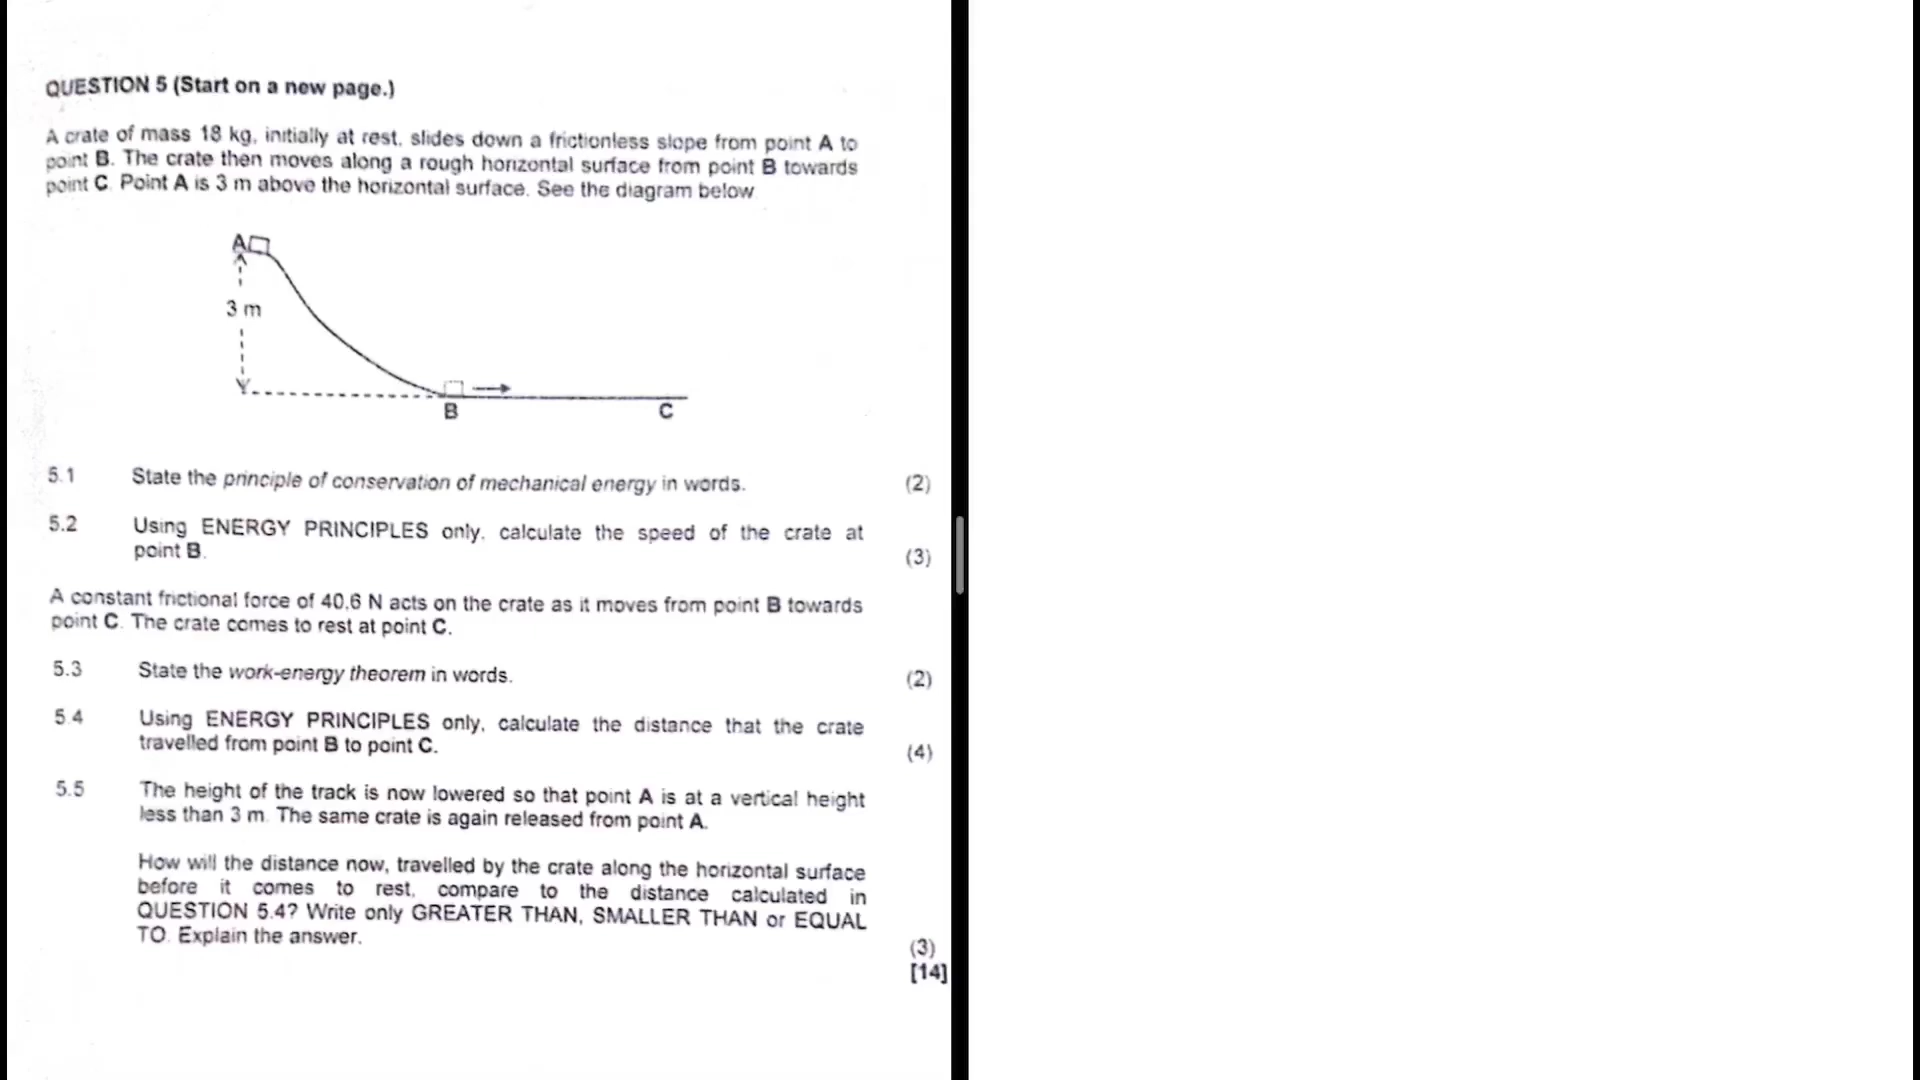 QUESTION 5 (Start on a new page.)
A crate of mass 18 kg, initially at rest, slides down a frictionless slope from point A to
point B. The crate then moves along a rough horizontal surface from point B towards
point C. Point A is 3 m above the horizontal surface. See the diagram below
A
3 m
B
C
5.1 State the principle of conservation of mechanical energy in words. (2)
5.2 Using ENERGY PRINCIPLES only, calculate the speed of the crate at
point B. (3)
A constant frictional force of 40,6 N acts on the crate as it moves from point B towards
point C. The crate comes to rest at point C.
5.3 State the work-energy theorem in words. (2)
5.4 Using ENERGY PRINCIPLES only, calculate the distance that the crate
travelled from point B to point C. (4)
5.5 The height of the track is now lowered so that point A is at a vertical height
less than 3 m. The same crate is again released from point A.
How will the distance now, travelled by the crate along the horizontal surface
before it comes to rest, compare to the distance calculated in
QUESTION 5.4? Write only GREATER THAN, SMALLER THAN or EQUAL
TO. Explain the answer. (3)
[14]